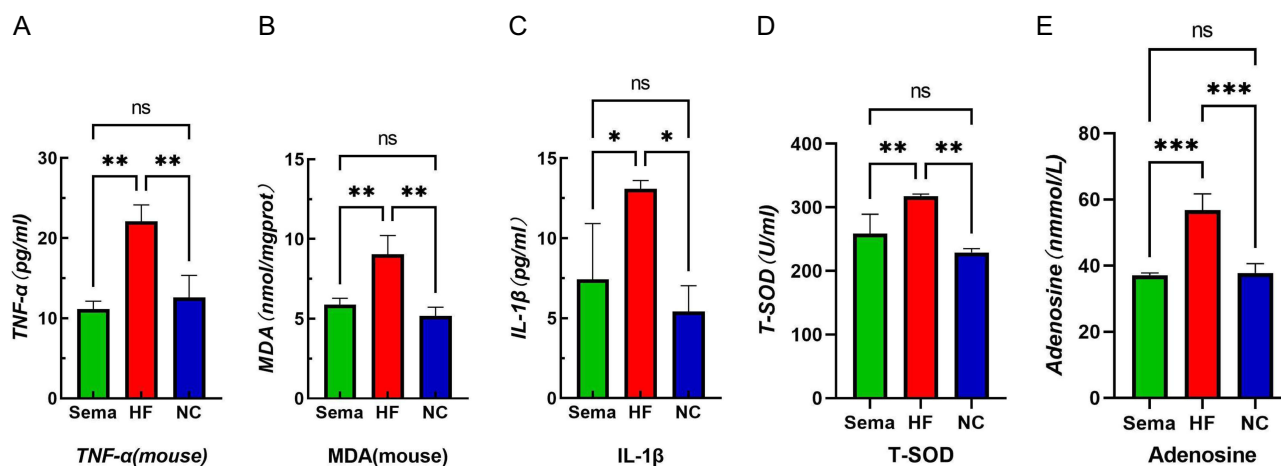 A
ns
** **
TNF-α (pg/ml)
30
20
10
0
Sema HF NC
TNF-α(mouse)
B
ns
** **
MDA (nmol/mgprot)
15
10
5
0
Sema HF NC
MDA(mouse)
C
ns
* *
IL-1β (pg/ml)
15
10
5
0
Sema HF NC
IL-1β
D
ns
** **
T-SOD (U/ml)
400
300
200
100
0
Sema HF NC
T-SOD
E
ns
***
***
Adenosine (nmmol/L)
80
60
40
20
0
Sema HF NC
Adenosine